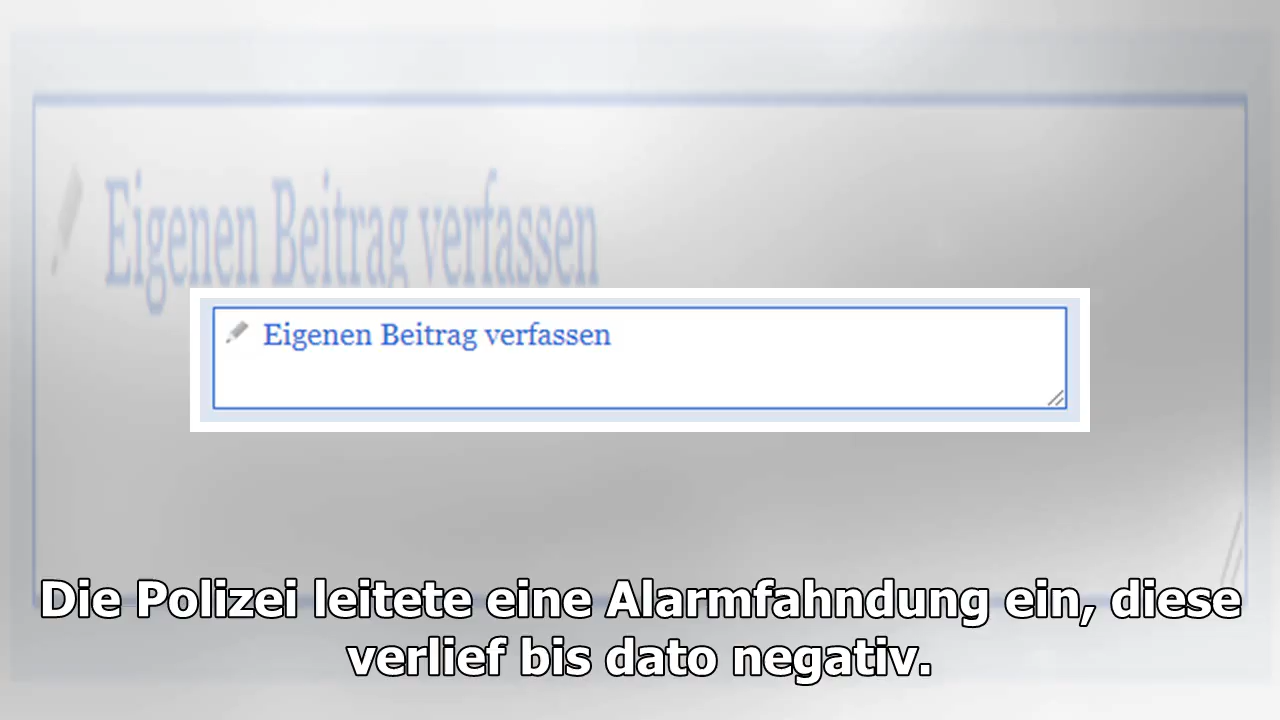 Eigenen Beitrag verfassen
Eigenen Beitrag verfassen
Die Polizei leitete eine Alarmfahndung ein, diese
verlief bis dato negativ.